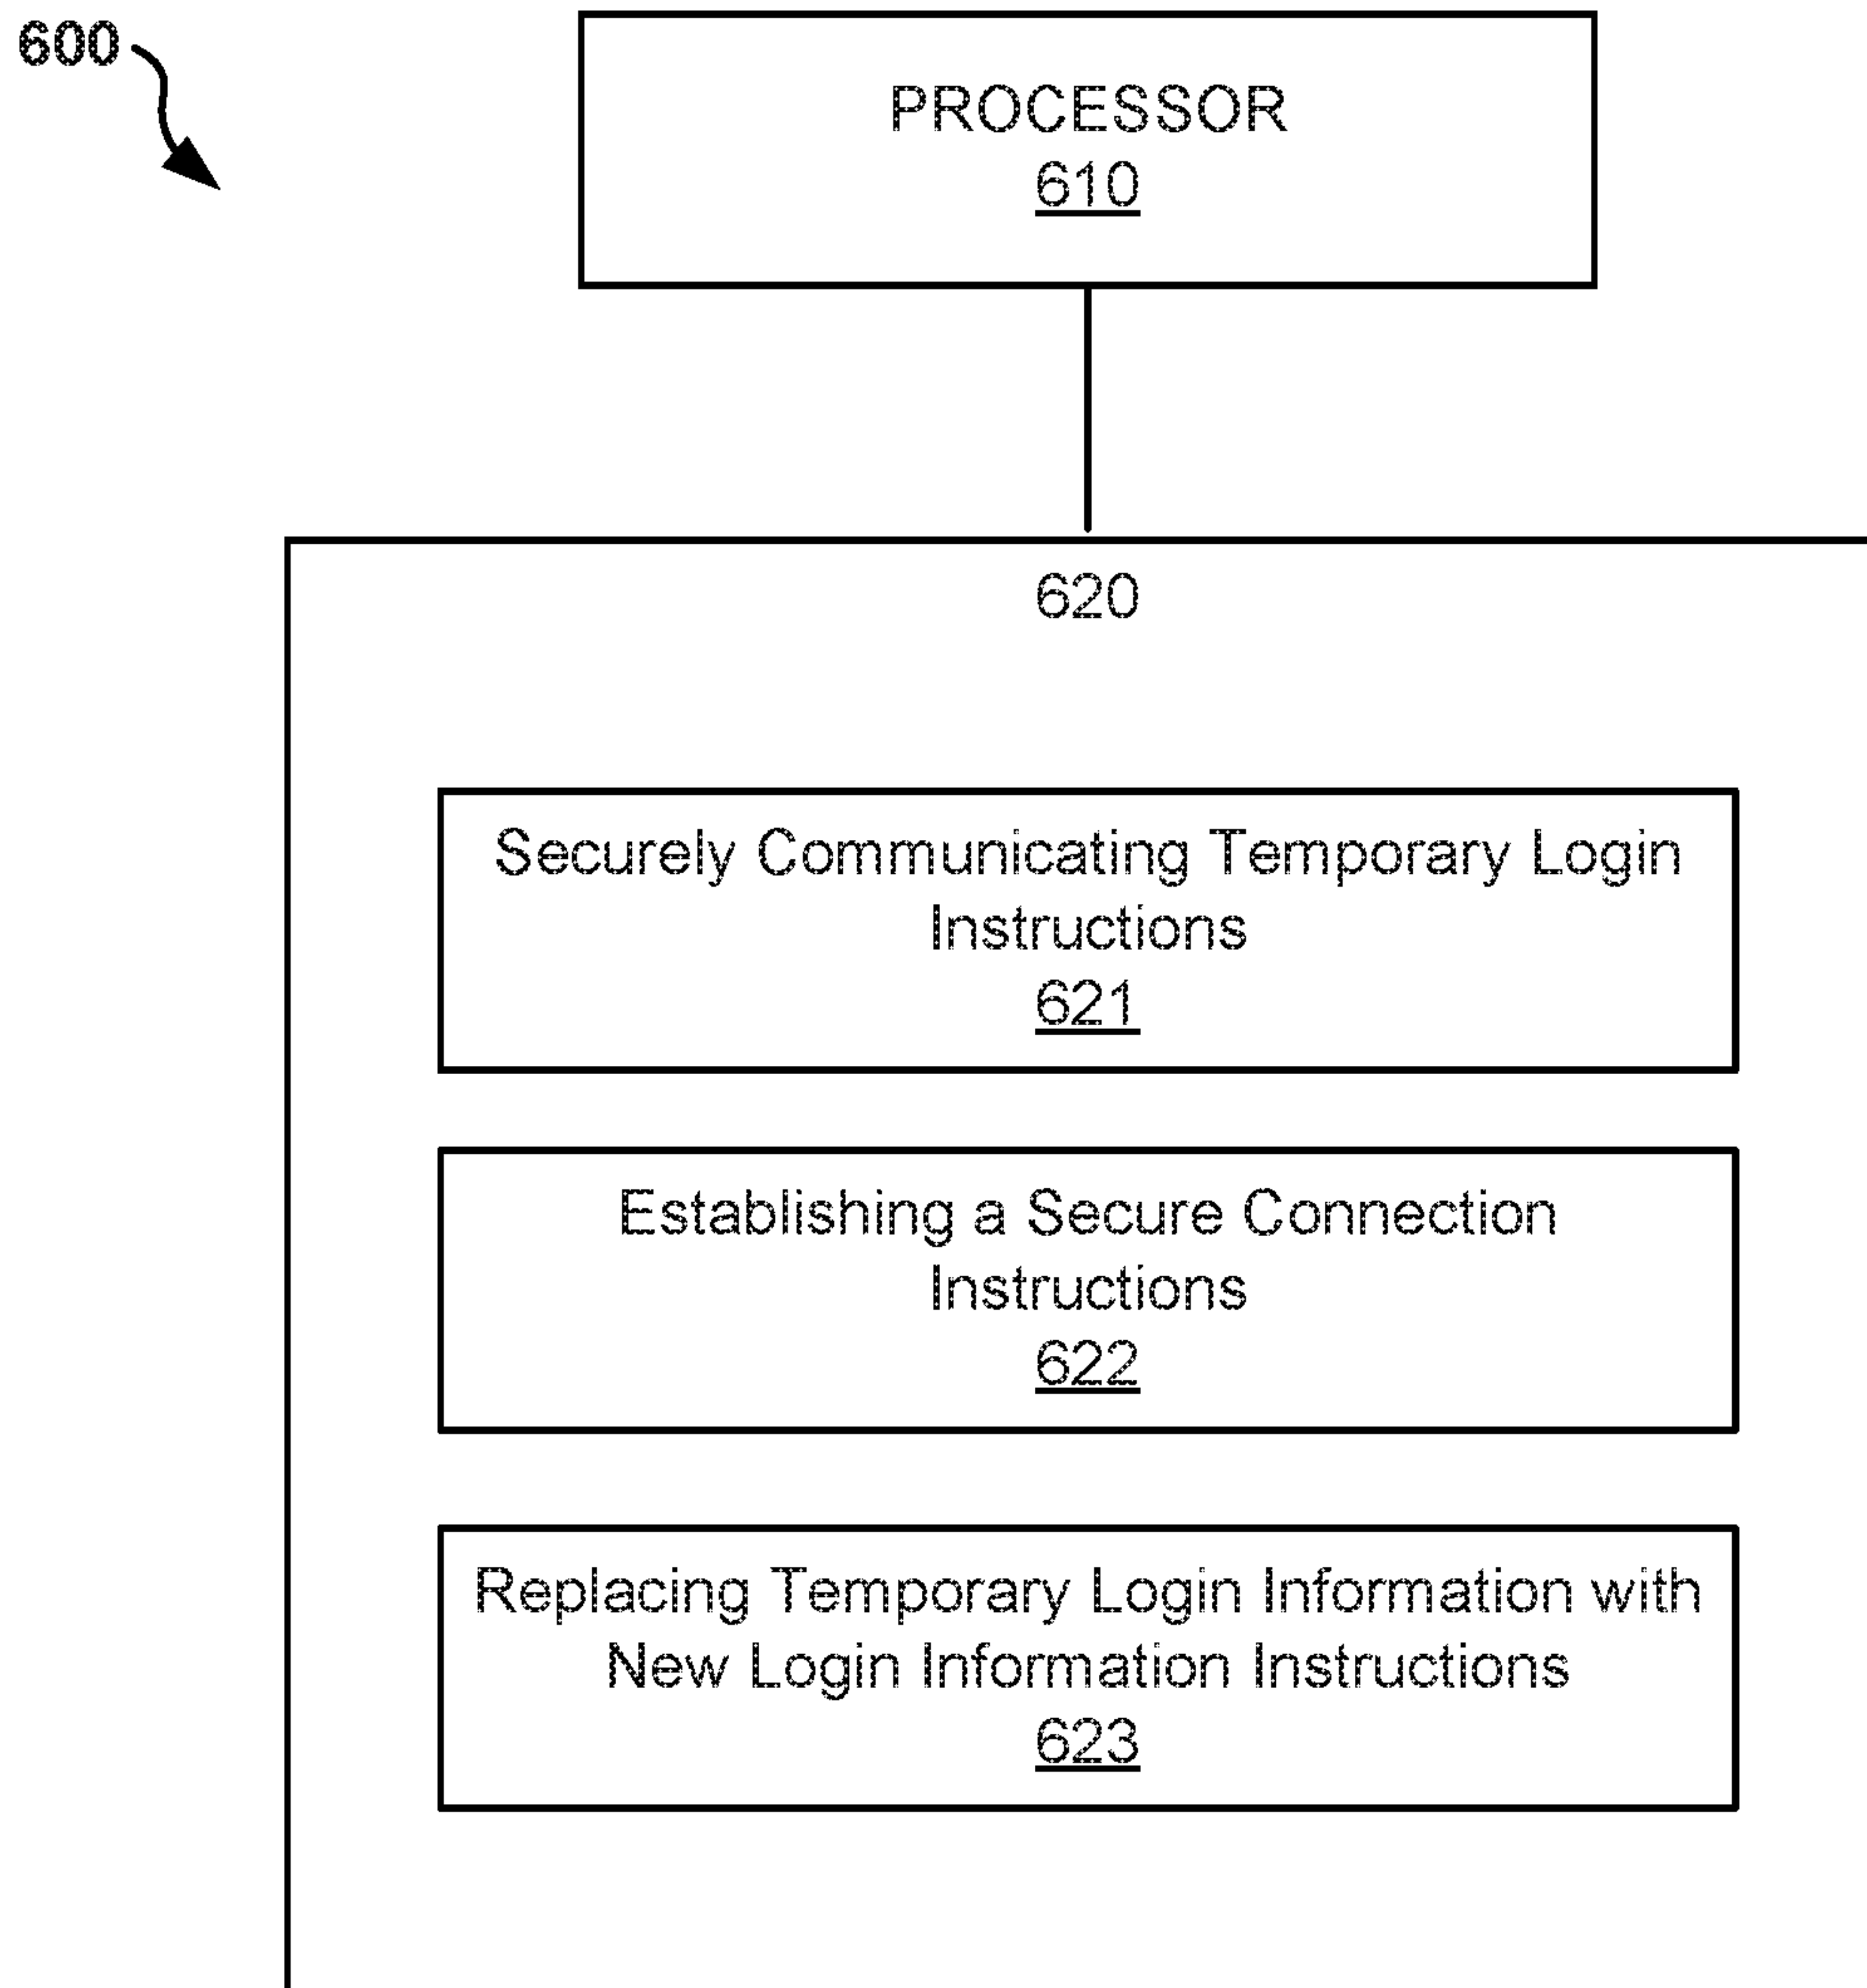 600
PROCESSOR
610
620
Securely Communicating Temporary Login
Instructions
621
Establishing a Secure Connection
Instructions
622
Replacing Temporary Login Information with
New Login Information Instructions
623